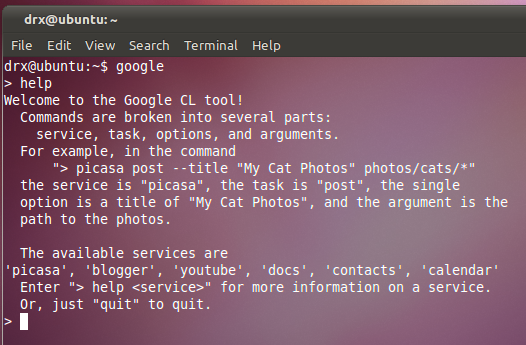 drx@ubuntu: ~
File Edit View Search Terminal Help
drx@ubuntu:~$ google
> help
Welcome to the Google CL tool!
  Commands are broken into several parts:
    service, task, options, and arguments.
  For example, in the command
      "> picasa post --title "My Cat Photos" photos/cats/*"
  the service is "picasa", the task is "post", the single
  option is a title of "My Cat Photos", and the argument is the
  path to the photos.

  The available services are
'picasa', 'blogger', 'youtube', 'docs', 'contacts', 'calendar'
  Enter "> help <service>" for more information on a service.
  Or, just "quit" to quit.
>